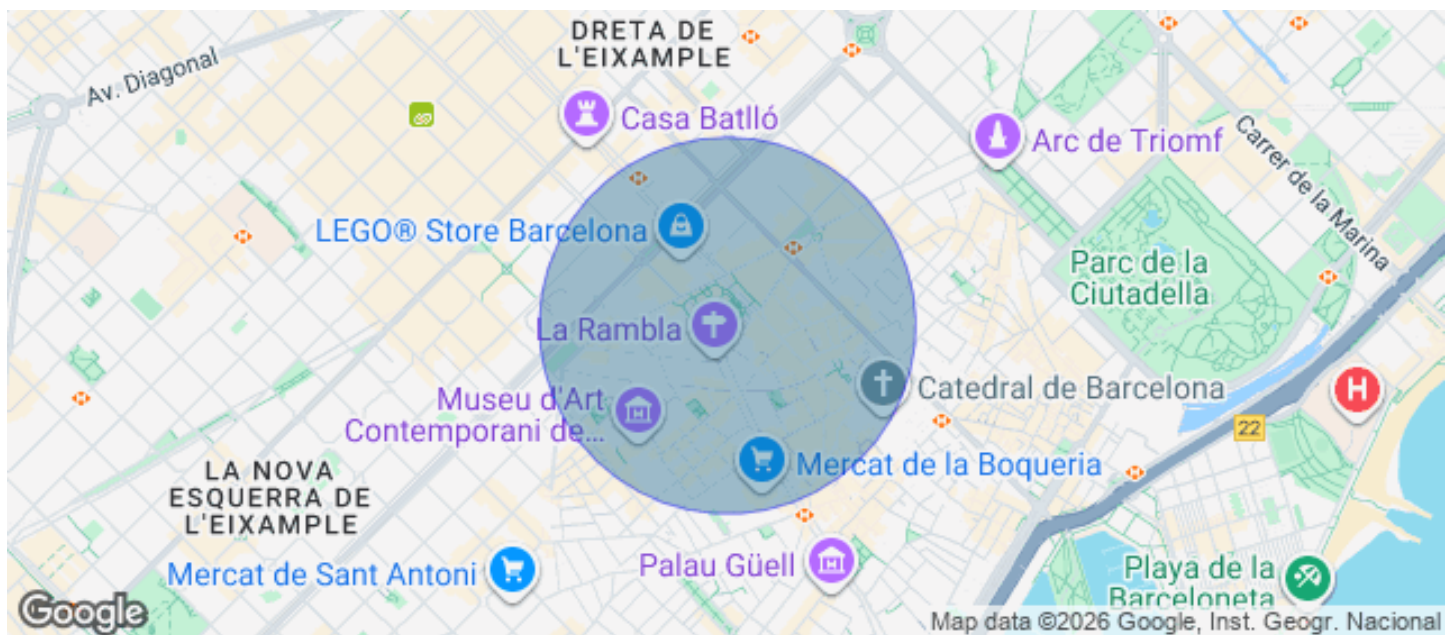 DRETA DE
L'EIXAMPLE
Av. Diagonal
Casa Batlló
Arc de Triomf
Carrer de la Marina
LEGO® Store Barcelona
Parc de la
Ciutadella
La Rambla
Museu d'Art
Contemporani de...
Catedral de Barcelona
H
22
Mercat de la Boqueria
LA NOVA
ESQUERRA DE
L'EIXAMPLE
Mercat de Sant Antoni
Palau Güell
Playa de la
Barceloneta
Google
Map data ©2026 Google, Inst. Geogr. Nacional